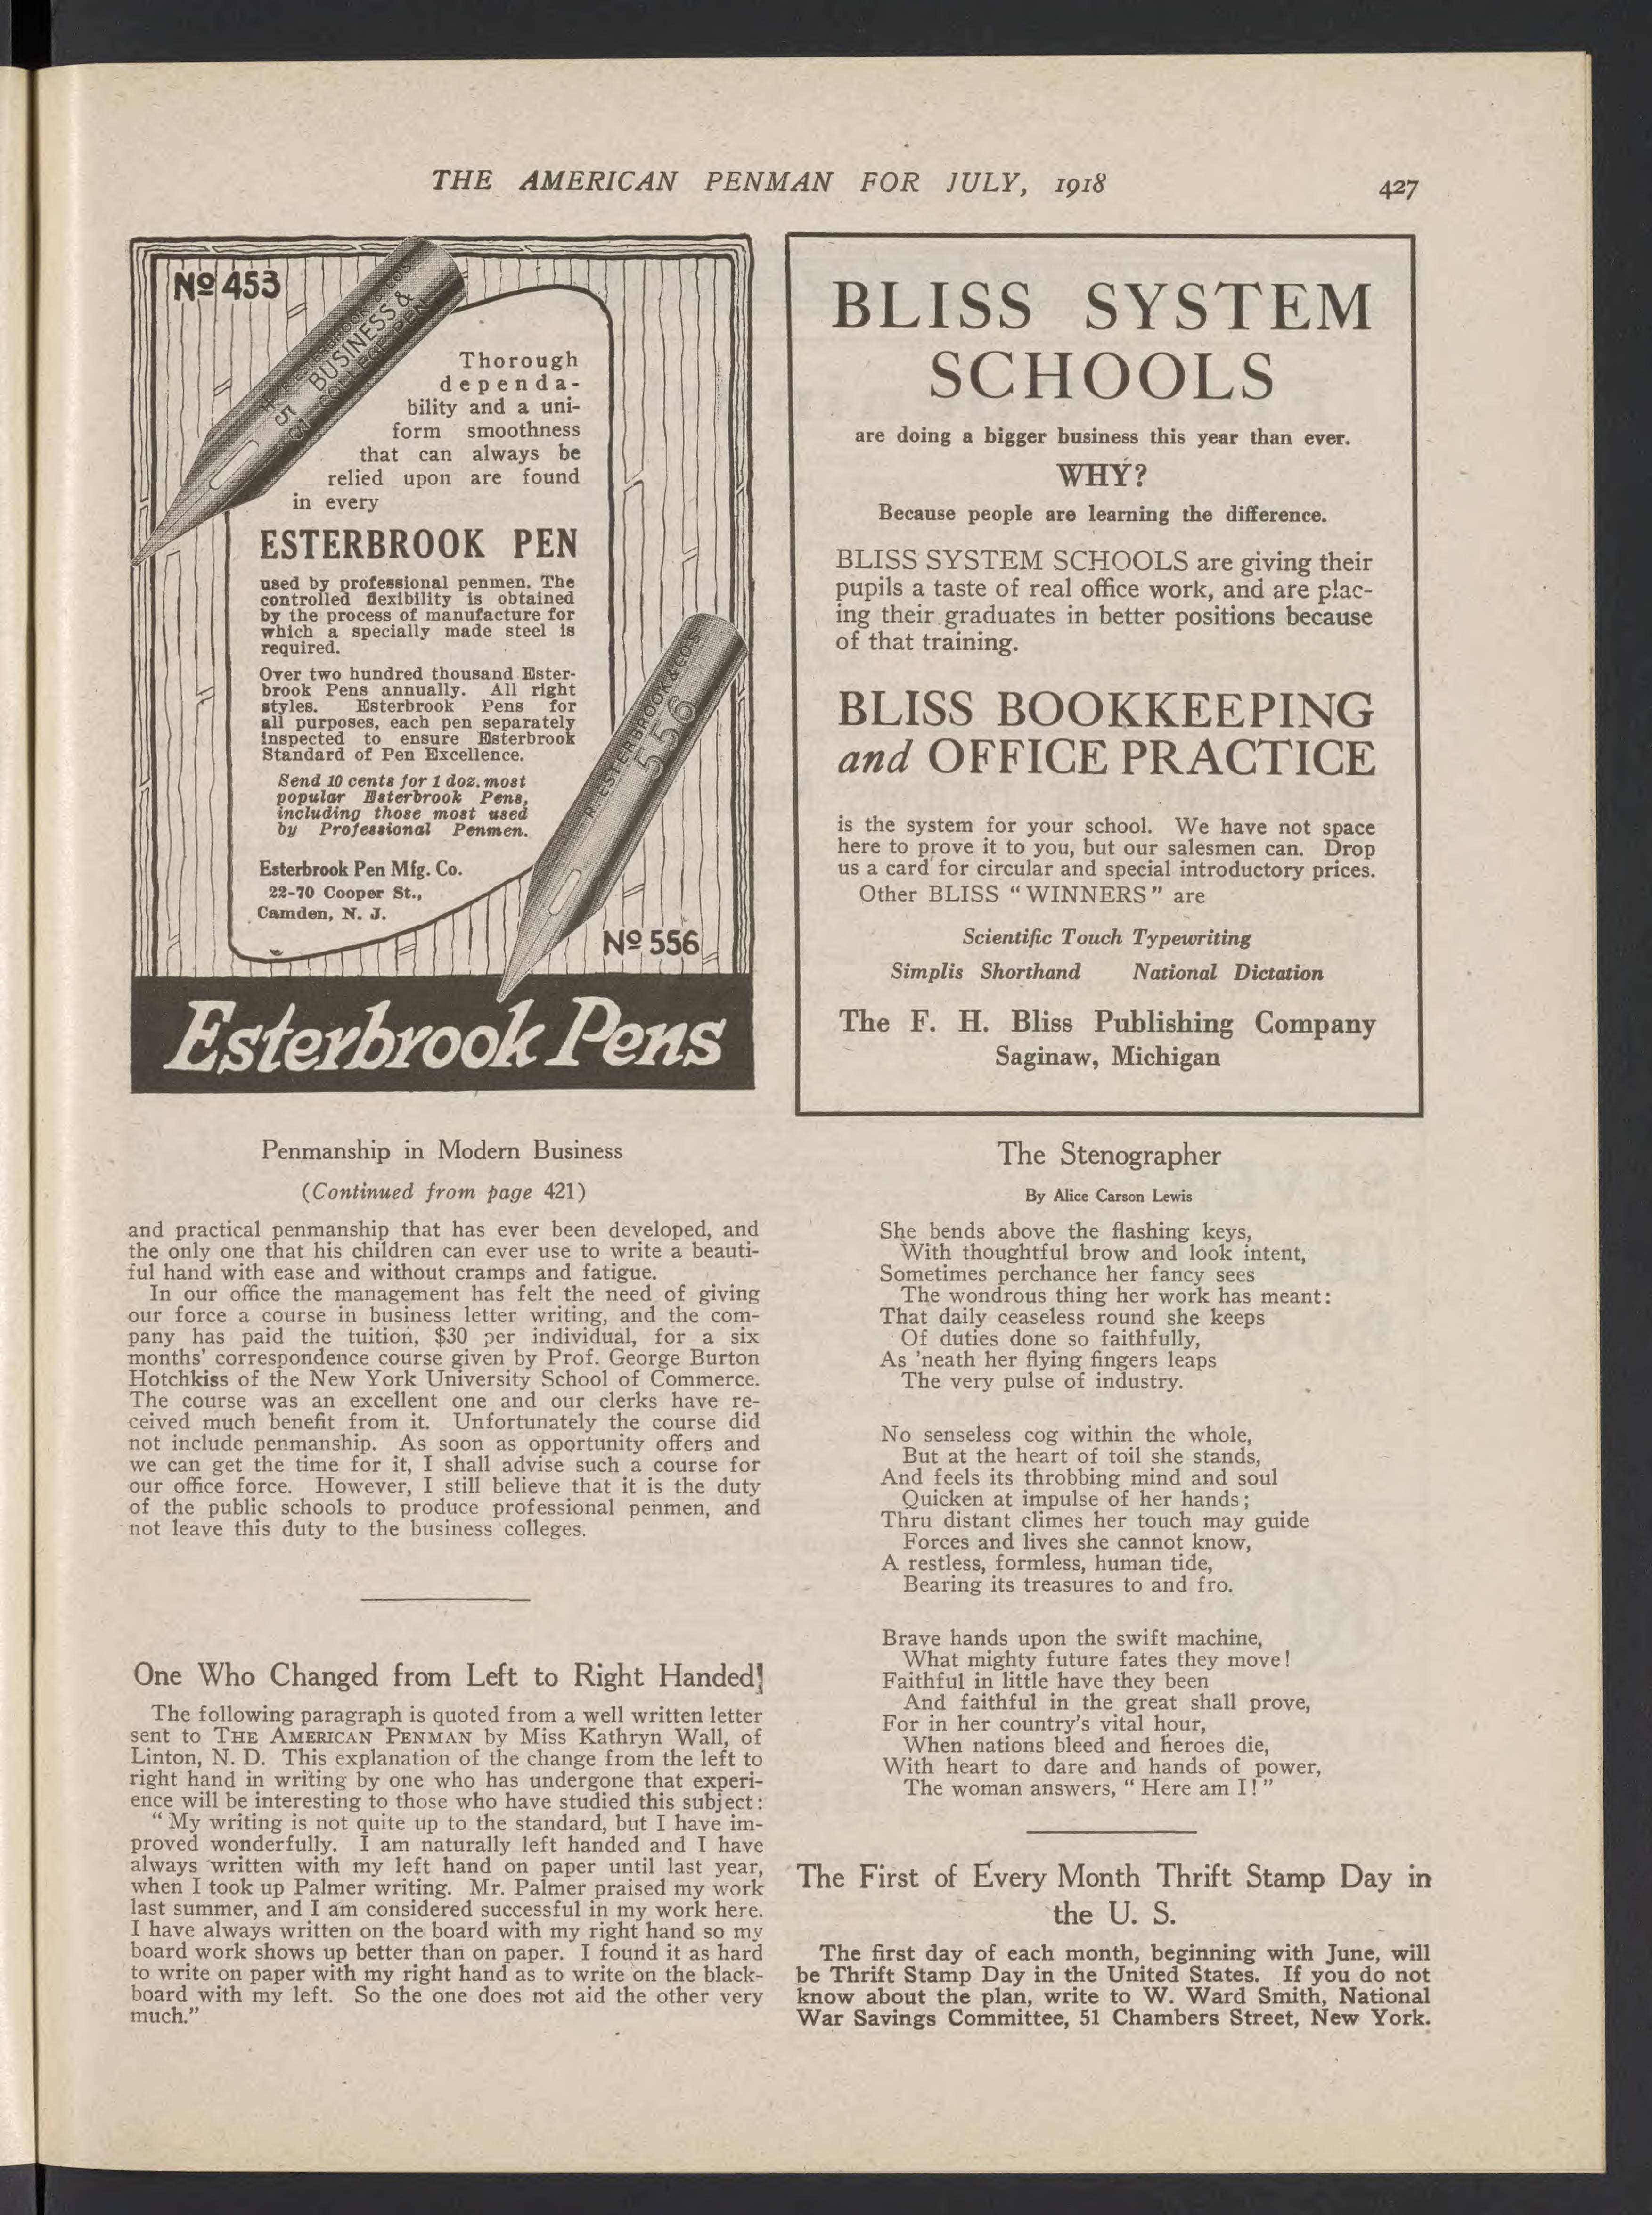 THE AMERICAN PENMAN FOR JULY, 1918
427
No 453
R. ESTERBROOK & CO'S
BUSINESS &
COLLEGE PEN
453
Thorough
dependa-
bility and a uni-
form smoothness
that can always be
relied upon are found
in every
ESTERBROOK PEN
used by professional penmen. The
controlled flexibility is obtained
by the process of manufacture for
which a specially made steel is
required.
Over two hundred thousand Ester-
brook Pens annually. All right
styles. Esterbrook Pens for
all purposes, each pen separately
inspected to ensure Esterbrook
Standard of Pen Excellence.
Send 10 cents for 1 doz. most
popular Esterbrook Pens,
including those most used
by Professional Penmen.
Esterbrook Pen Mfg. Co.
22-70 Cooper St.,
Camden, N. J.
R. ESTERBROOK & CO'S
556
No 556
Esterbrook Pens
BLISS SYSTEM
SCHOOLS
are doing a bigger business this year than ever.
WHY?
Because people are learning the difference.
BLISS SYSTEM SCHOOLS are giving their
pupils a taste of real office work, and are plac-
ing their graduates in better positions because
of that training.
BLISS BOOKKEEPING
and OFFICE PRACTICE
is the system for your school. We have not space
here to prove it to you, but our salesmen can. Drop
us a card for circular and special introductory prices.
Other BLISS "WINNERS" are
Scientific Touch Typewriting
Simplis Shorthand National Dictation
The F. H. Bliss Publishing Company
Saginaw, Michigan
Penmanship in Modern Business
(Continued from page 421)
and practical penmanship that has ever been developed, and
the only one that his children can ever use to write a beauti-
ful hand with ease and without cramps and fatigue.
In our office the management has felt the need of giving
our force a course in business letter writing, and the com-
pany has paid the tuition, $30 per individual, for a six
months' correspondence course given by Prof. George Burton
Hotchkiss of the New York University School of Commerce.
The course was an excellent one and our clerks have re-
ceived much benefit from it. Unfortunately the course did
not include penmanship. As soon as opportunity offers and
we can get the time for it, I shall advise such a course for
our office force. However, I still believe that it is the duty
of the public schools to produce professional penmen, and
not leave this duty to the business colleges.
One Who Changed from Left to Right Handed
The following paragraph is quoted from a well written letter
sent to THE AMERICAN PENMAN by Miss Kathryn Wall, of
Linton, N. D. This explanation of the change from the left to
right hand in writing by one who has undergone that experi-
ence will be interesting to those who have studied this subject:
"My writing is not quite up to the standard, but I have im-
proved wonderfully. I am naturally left handed and I have
always written with my left hand on paper until last year,
when I took up Palmer writing. Mr. Palmer praised my work
last summer, and I am considered successful in my work here.
I have always written on the board with my right hand so my
board work shows up better than on paper. I found it as hard
to write on paper with my right hand as to write on the black-
board with my left. So the one does not aid the other very
much."
The Stenographer
By Alice Carson Lewis
She bends above the flashing keys,
With thoughtful brow and look intent,
Sometimes perchance her fancy sees
The wondrous thing her work has meant:
That daily ceaseless round she keeps
Of duties done so faithfully,
As 'neath her flying fingers leaps
The very pulse of industry.
No senseless cog within the whole,
But at the heart of toil she stands,
And feels its throbbing mind and soul
Quicken at impulse of her hands;
Thru distant climes her touch may guide
Forces and lives she cannot know,
A restless, formless, human tide,
Bearing its treasures to and fro.
Brave hands upon the swift machine,
What mighty future fates they move!
Faithful in little have they been
And faithful in the great shall prove,
For in her country's vital hour,
When nations bleed and heroes die,
With heart to dare and hands of power,
The woman answers, "Here am I!"
The First of Every Month Thrift Stamp Day in
the U. S.
The first day of each month, beginning with June, will
be Thrift Stamp Day in the United States. If you do not
know about the plan, write to W. Ward Smith, National
War Savings Committee, 51 Chambers Street, New York.